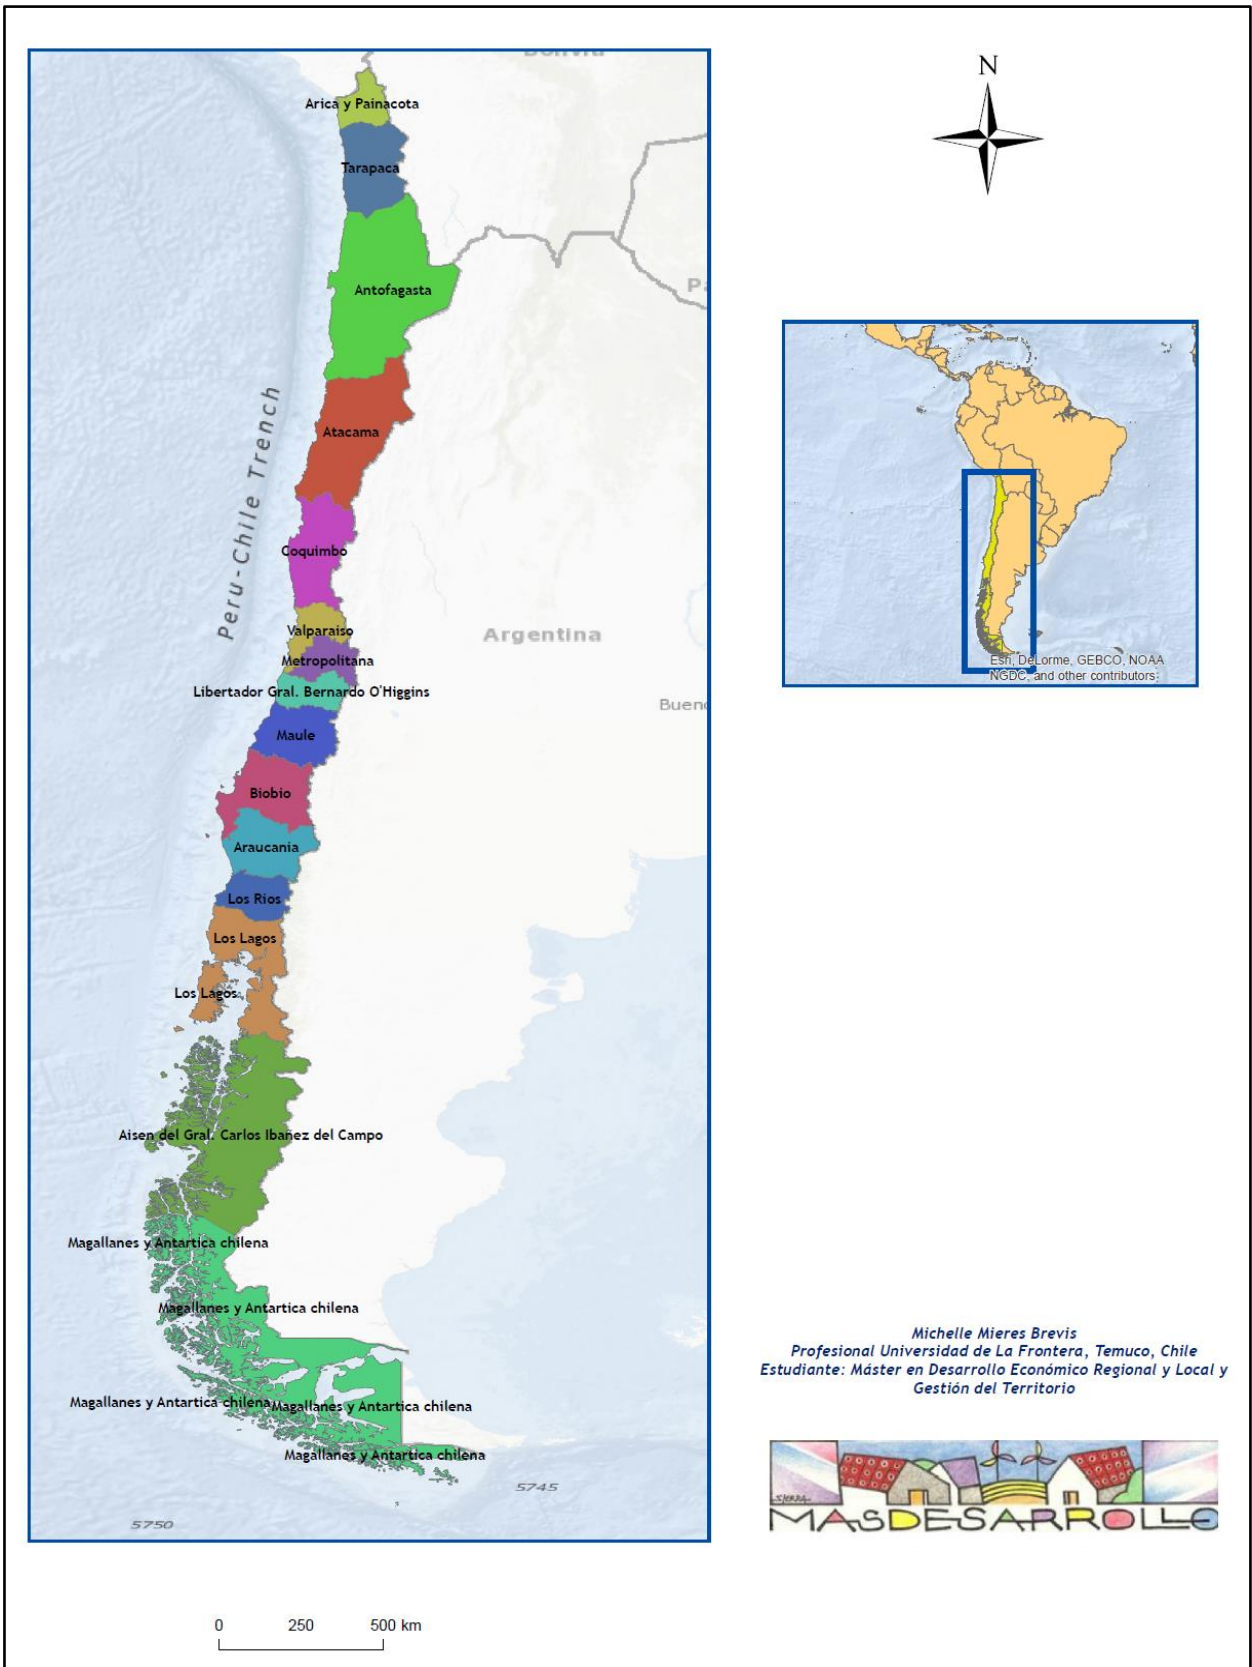 Bolivia
N
Arica y Painacota
Tarapaca
Antofagasta
Atacama
Peru-Chile Trench
Coquimbo
Valparaiso
Argentina
Metropolitana
Libertador Gral. Bernardo O'Higgins
Maule
Biobio
Araucania
Los Rios
Los Lagos
Los Lagos
Aisen del Gral. Carlos Ibañez del Campo
Magallanes y Antartica chilena
Magallanes y Antartica chilena
Magallanes y Antartica chilena
Magallanes y Antartica chilena
Magallanes y Antartica chilena
5745
5750
0 250 500 km
Esri, DeLorme, GEBCO, NOAA
NGDC, and other contributors
Michelle Mieres Brevis
Profesional Universidad de La Frontera, Temuco, Chile
Estudiante: Máster en Desarrollo Económico Regional y Local y
Gestión del Territorio
SIERRA
MASDESARROLLO